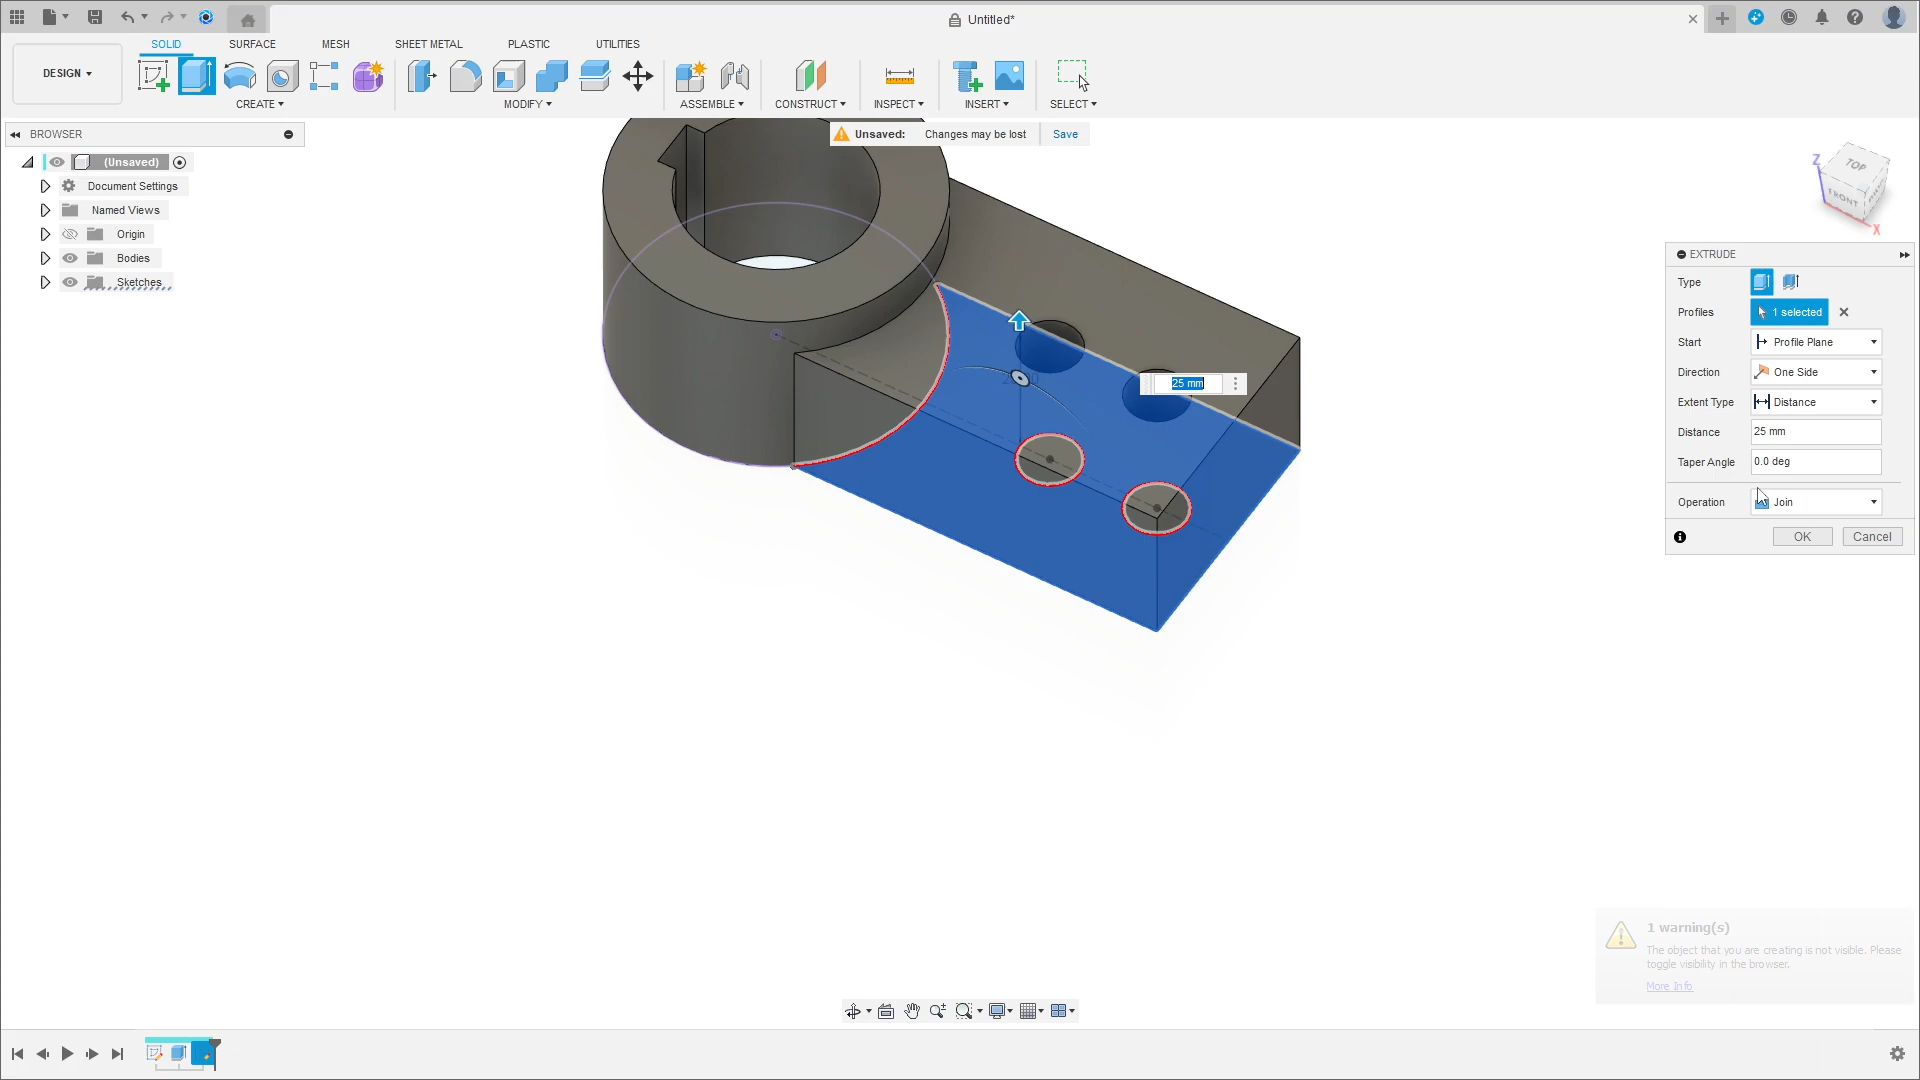 Untitled*
DESIGN
SOLID
SURFACE
MESH
SHEET METAL
PLASTIC
UTILITIES
CREATE
MODIFY
ASSEMBLE
CONSTRUCT
INSPECT
INSERT
SELECT
BROWSER
Unsaved: Changes may be lost Save
(Unsaved)
Document Settings
Named Views
Origin
Bodies
Sketches
Z
TOP
FRONT
X
25 mm
EXTRUDE
Type
Profiles 1 selected
Start Profile Plane
Direction One Side
Extent Type Distance
Distance 25 mm
Taper Angle 0.0 deg
Operation Join
OK Cancel
1 warning(s)
The object that you are creating is not visible. Please
toggle visibility in the browser.
More Info